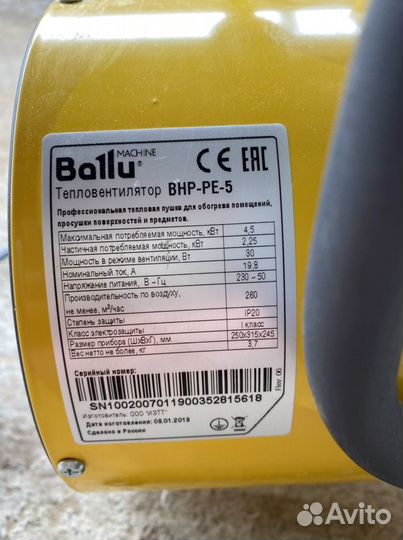 Ballu® MACHINE CE EAC
Тепловентилятор BHP-PE-5
Профессиональная тепловая пушка для обогрева помещений,
просушки поверхностей и предметов.
Максимальная потребляемая мощность, кВт 4,5
Частичная потребляемая мощность, кВт 2,25
Мощность в режиме вентиляции, Вт 30
Номинальный ток, А 19,8
Напряжение питания, В ~ Гц 230 ~ 50
Производительность по воздуху,
не менее, м³/час 260
Степень защиты IP20
Класс электрозащиты I класс
Размер прибора (ШхВхГ), мм 250х315х245
Вес нетто не более, кг 3,7
Серийный номер:
SN1002007011900352815618
Rev. 06
Изготовитель: ООО "ИЗТТ"
Дата изготовления: 09.01.2019
Сделано в России
Avito